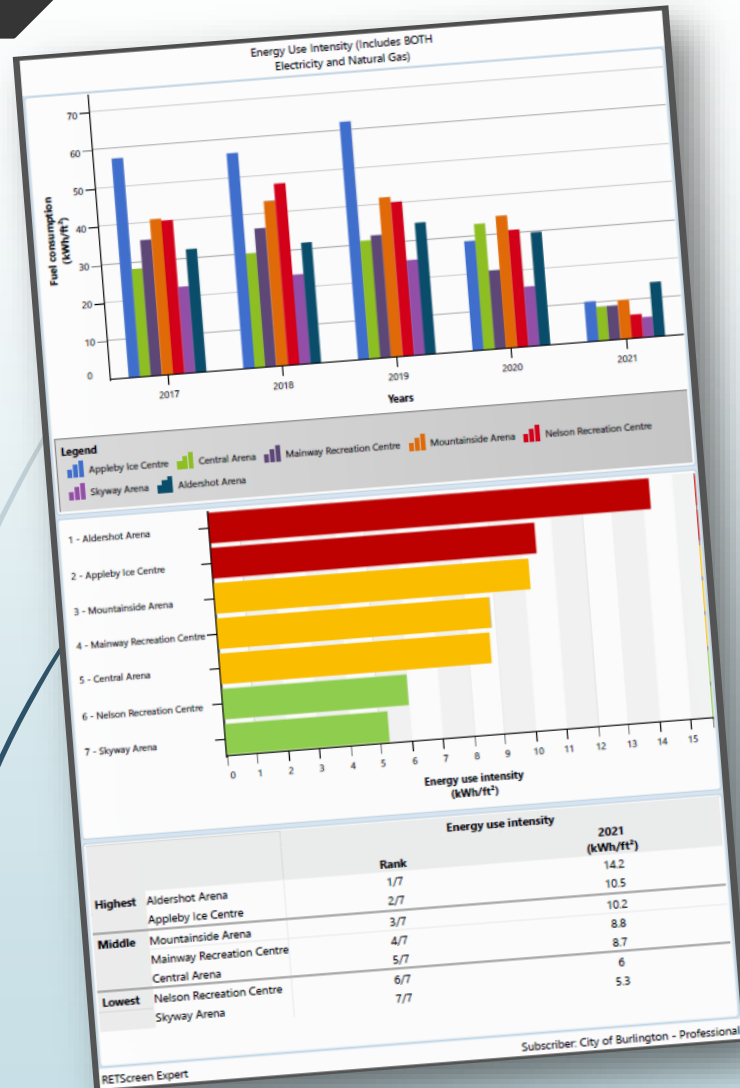 Energy Use Intensity (Includes BOTH
Electricity and Natural Gas)
Fuel consumption
(kWh/ft²)
70
60
50
40
30
20
10
0
2017
2018
2019
2020
2021
Years
Legend
Appleby Ice Centre
Central Arena
Mainway Recreation Centre
Mountainside Arena
Nelson Recreation Centre
Skyway Arena
Aldershot Arena
1 - Aldershot Arena
2 - Appleby Ice Centre
3 - Mountainside Arena
4 - Mainway Recreation Centre
5 - Central Arena
6 - Nelson Recreation Centre
7 - Skyway Arena
0 1 2 3 4 5 6 7 8 9 10 11 12 13 14 15
Energy use intensity
(kWh/ft²)
Energy use intensity
Rank
2021
(kWh/ft²)
Highest Aldershot Arena 1/7 14.2
Appleby Ice Centre 2/7 10.5
Middle Mountainside Arena 3/7 10.2
Mainway Recreation Centre 4/7 8.8
Central Arena 5/7 8.7
Lowest Nelson Recreation Centre 6/7 6
Skyway Arena 7/7 5.3
RETScreen Expert
Subscriber: City of Burlington - Professional